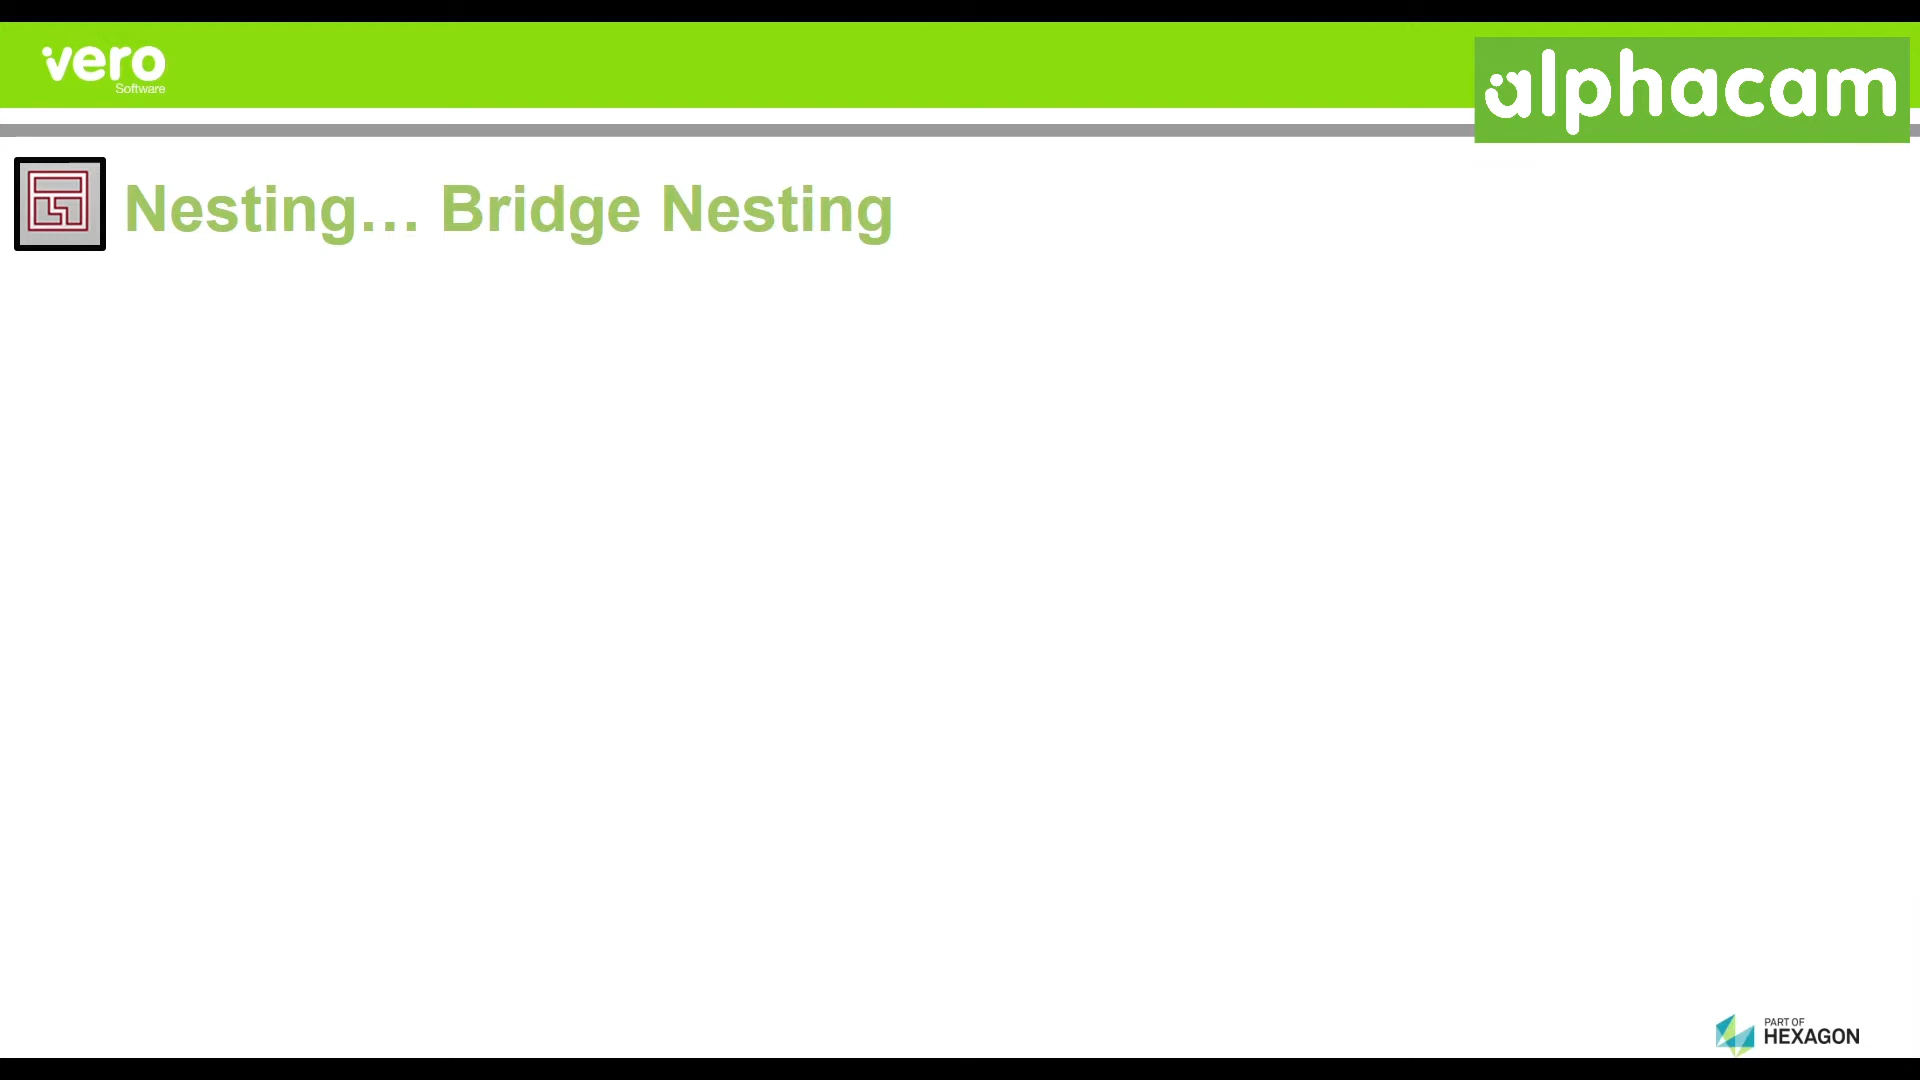 vero
Software
alphacam
Nesting… Bridge Nesting
PART OF
HEXAGON